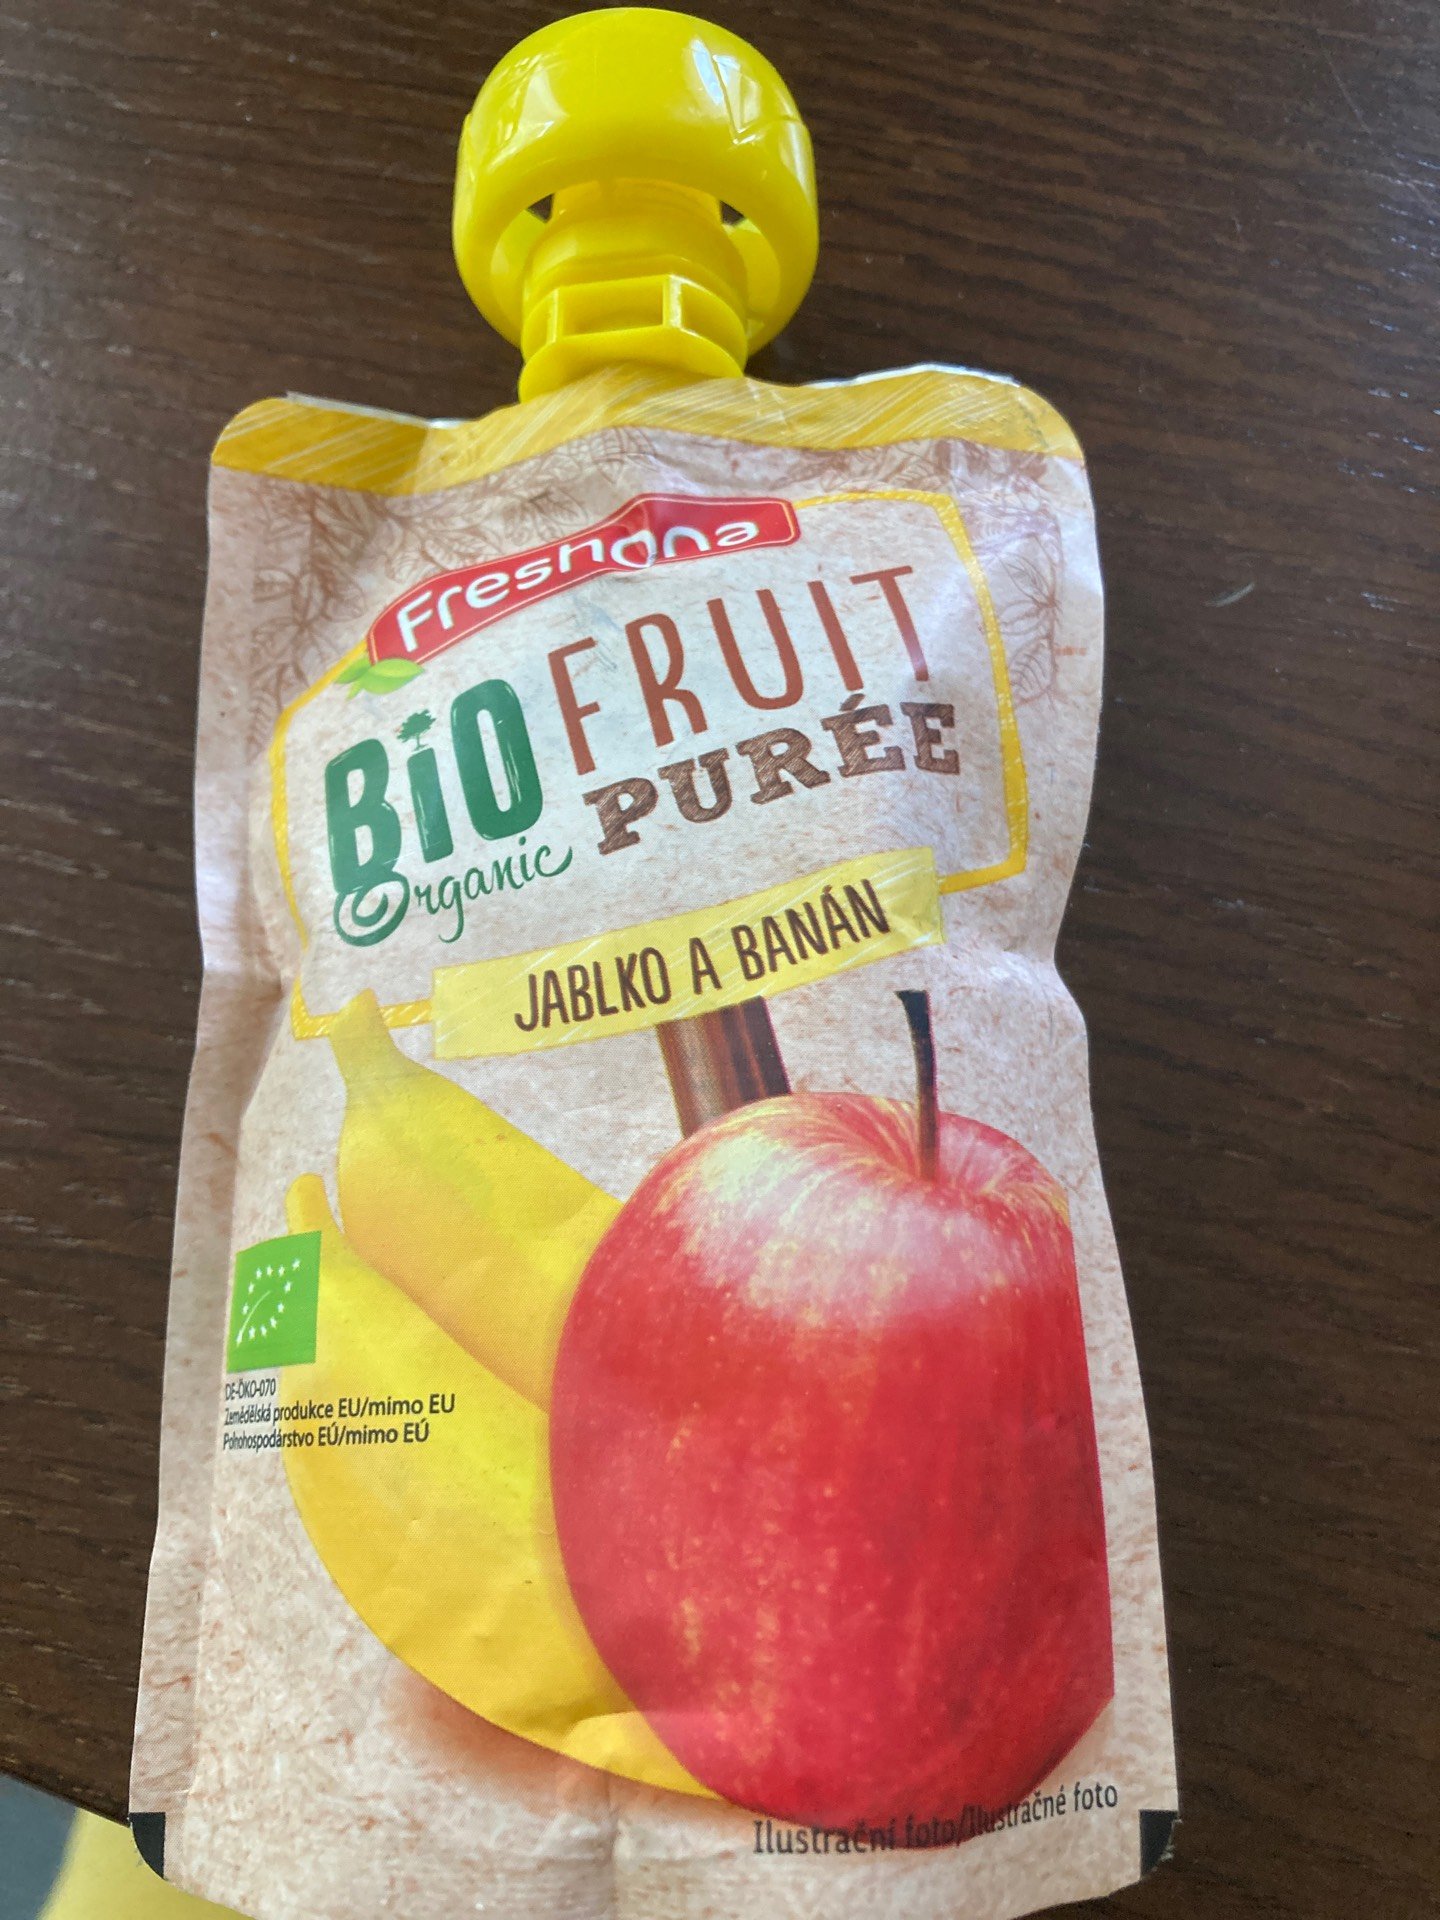 Freshona
BiO
Organic
FRUIT
PURÉE
JABLKO A BANÁN
DE-ÖKO-070
Zemědělská produkce EU/mimo EU
Poľnohospodárstvo EÚ/mimo EÚ
Ilustrační foto/Ilustračné foto